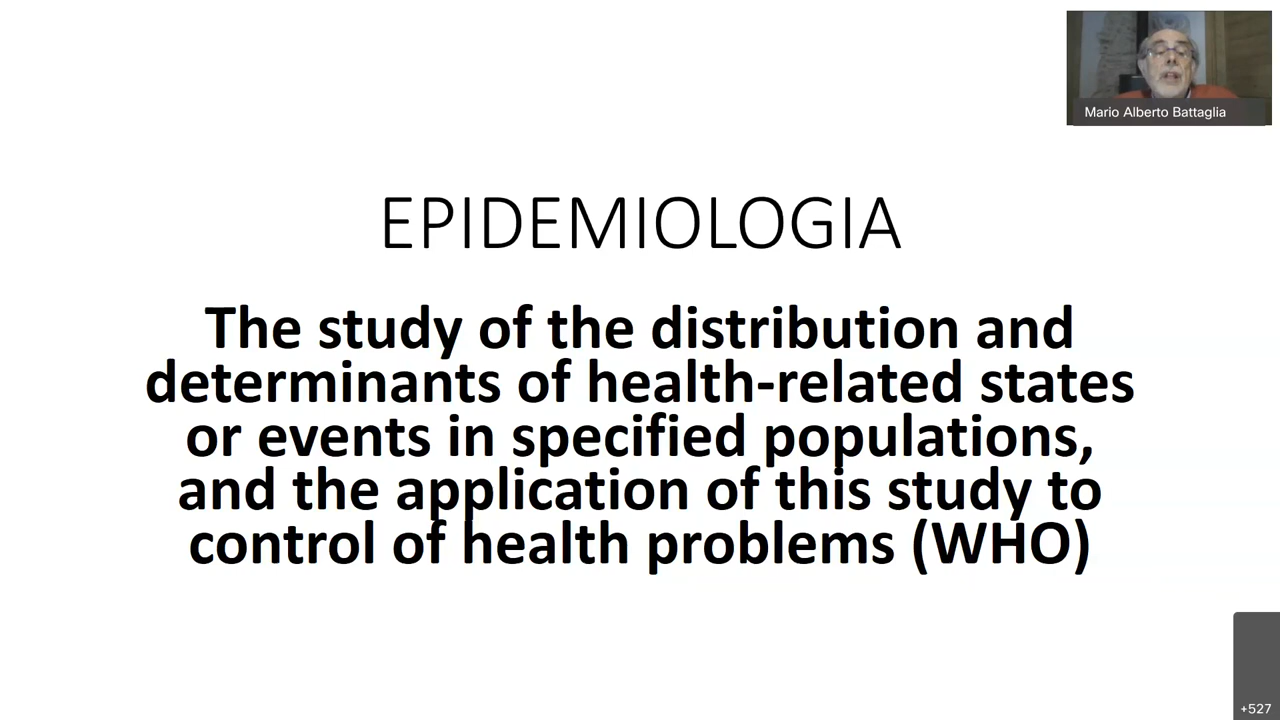 Mario Alberto Battaglia
EPIDEMIOLOGIA
The study of the distribution and
determinants of health-related states
or events in specified populations,
and the application of this study to
control of health problems (WHO)
+527